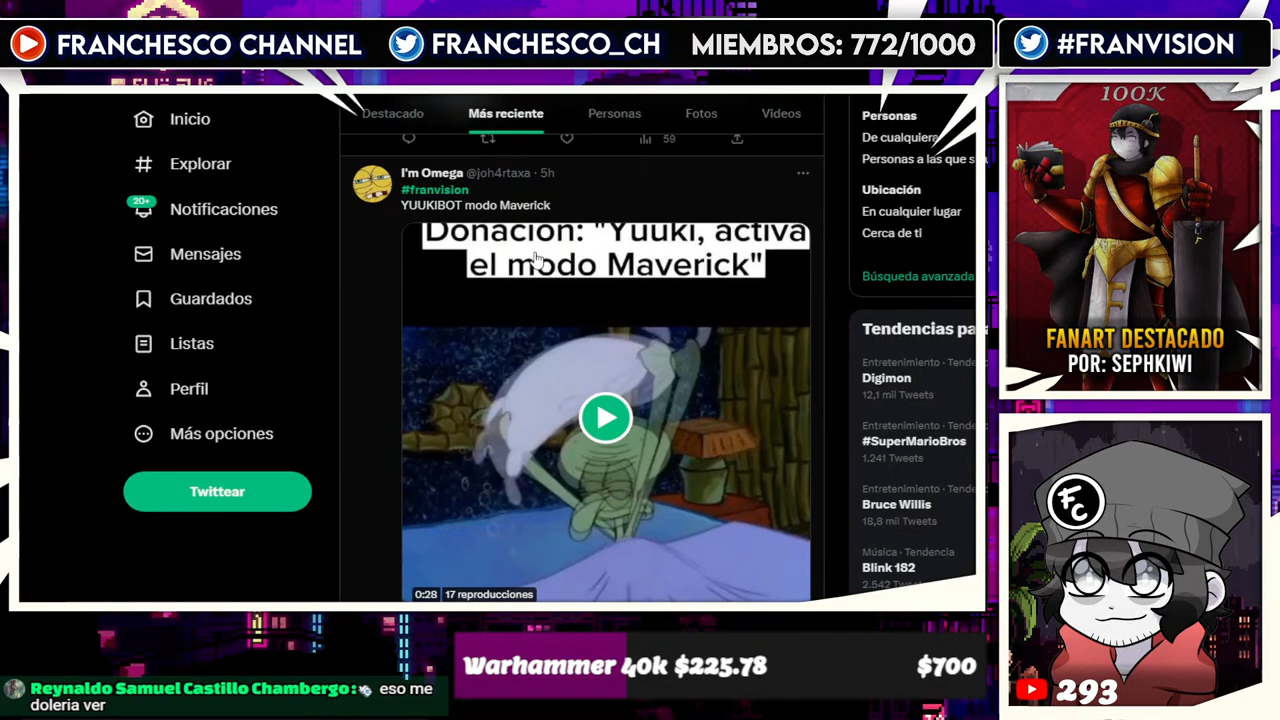 FRANCHESCO CHANNEL
FRANCHESCO_CH
MIEMBROS: 772/1000
#FRANVISION
Inicio
Explorar
20+
Notificaciones
Mensajes
Guardados
Listas
Perfil
Más opciones
Twittear
Destacado
Más reciente
Personas
Fotos
Videos
59
I'm Omega @joh4rtaxa · 5h
#franvision
YUUKIBOT modo Maverick
Donación: "Yuuki, activa
el modo Maverick"
0:28
17 reproducciones
Personas
De cualquiera
Personas a las que s
Ubicación
En cualquier lugar
Cerca de ti
Búsqueda avanzada
Tendencias pa
Entretenimiento · Tende
Digimon
12,1 mil Tweets
Entretenimiento · Tende
#SuperMarioBros
1.241 Tweets
Entretenimiento · Tende
Bruce Willis
18,8 mil Tweets
Música · Tendencia
Blink 182
2.542 Tweets
100K
F
FANART DESTACADO
POR: SEPHKIWI
FC
293
Warhammer 40k $225.78
$700
Reynaldo Samuel Castillo Chambergo: eso me
doleria ver